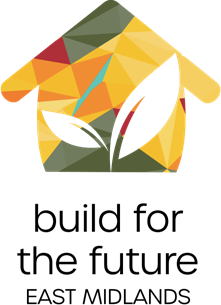 build for
the future
EAST MIDLANDS